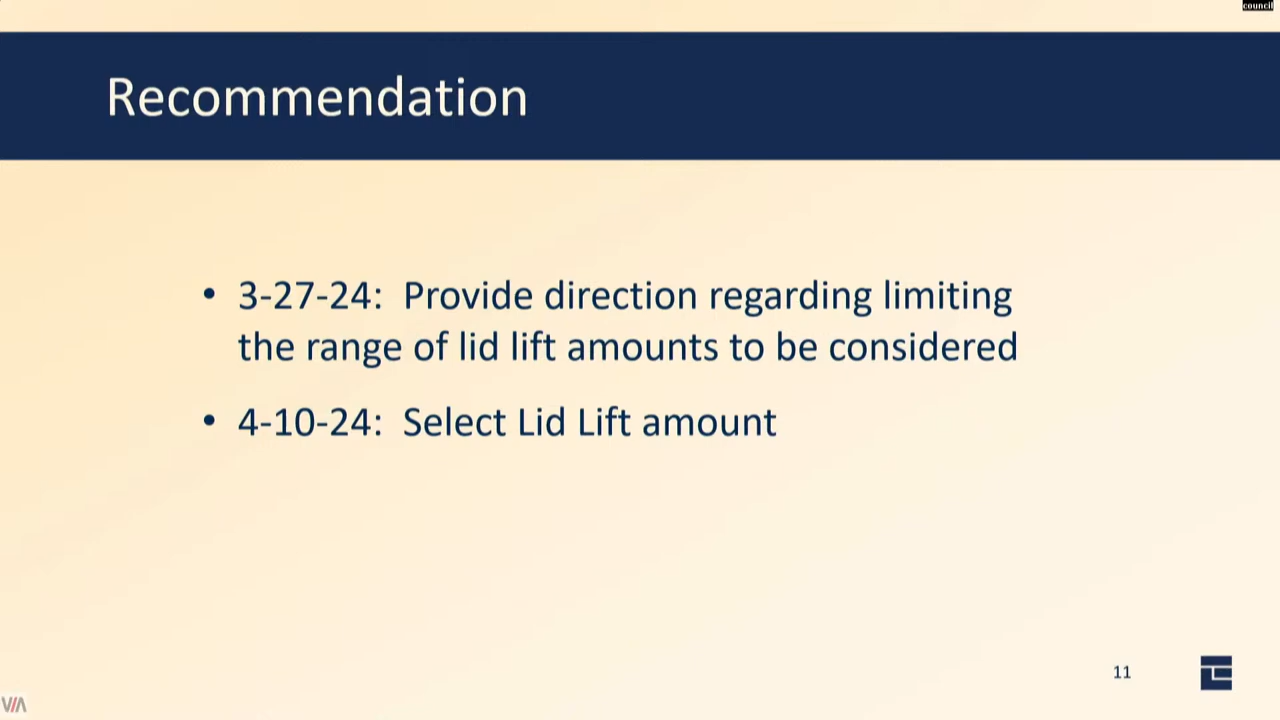 council
Recommendation
• 3-27-24: Provide direction regarding limiting
the range of lid lift amounts to be considered
• 4-10-24: Select Lid Lift amount
11
VIA